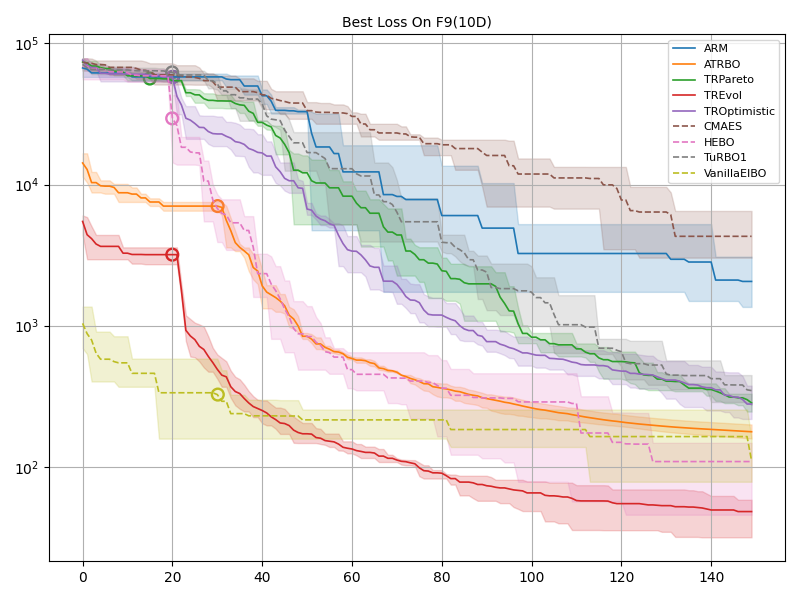 Best Loss On F9(10D)
10^5
10^4
10^3
10^2
ARM
ATRBO
TRPareto
TREvol
TROptimistic
CMAES
HEBO
TuRBO1
VanillaEIBO
0 20 40 60 80 100 120 140